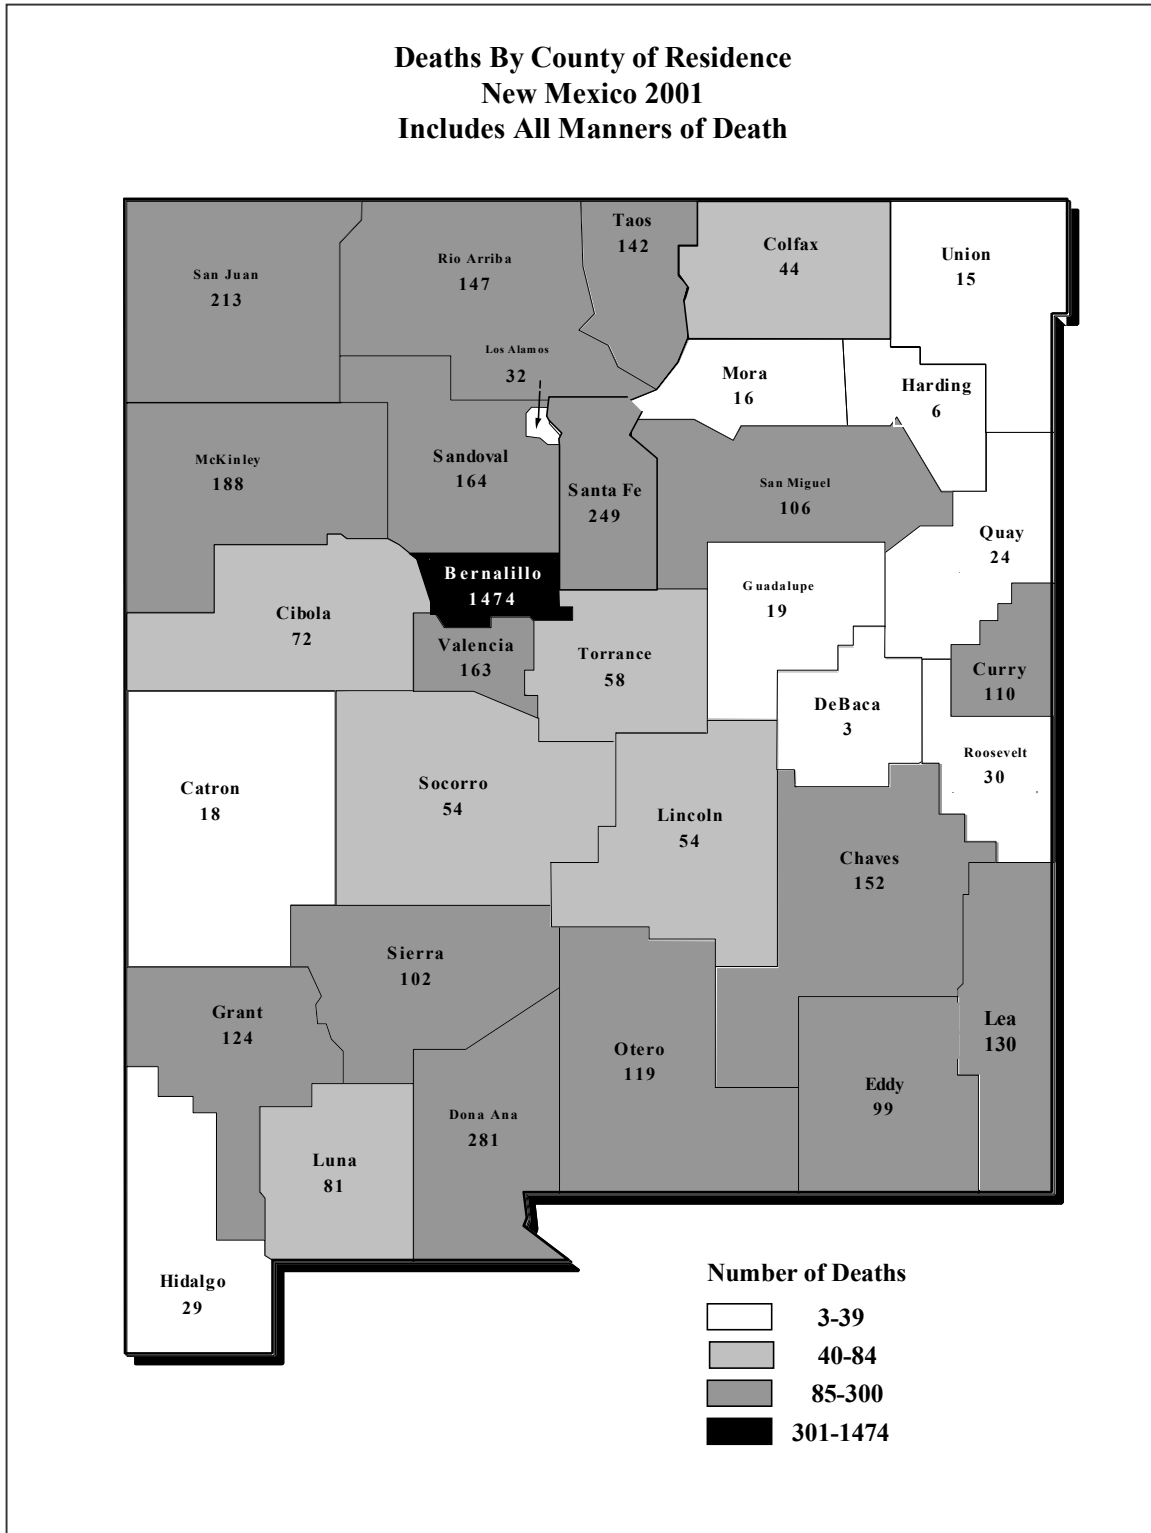 Deaths By County of Residence
New Mexico 2001
Includes All Manners of Death
Taos
142
Colfax
44
Union
15
San Juan
213
Rio Arriba
147
Los Alamos
32
Mora
16
Harding
6
McKinley
188
Sandoval
164
Santa Fe
249
San Miguel
106
Quay
24
Bernalillo
1474
Guadalupe
19
Cibola
72
Valencia
163
Torrance
58
Curry
110
DeBaca
3
Roosevelt
30
Catron
18
Socorro
54
Lincoln
54
Chaves
152
Sierra
102
Grant
124
Otero
119
Lea
130
Eddy
99
Dona Ana
281
Luna
81
Hidalgo
29
Number of Deaths
3-39
40-84
85-300
301-1474